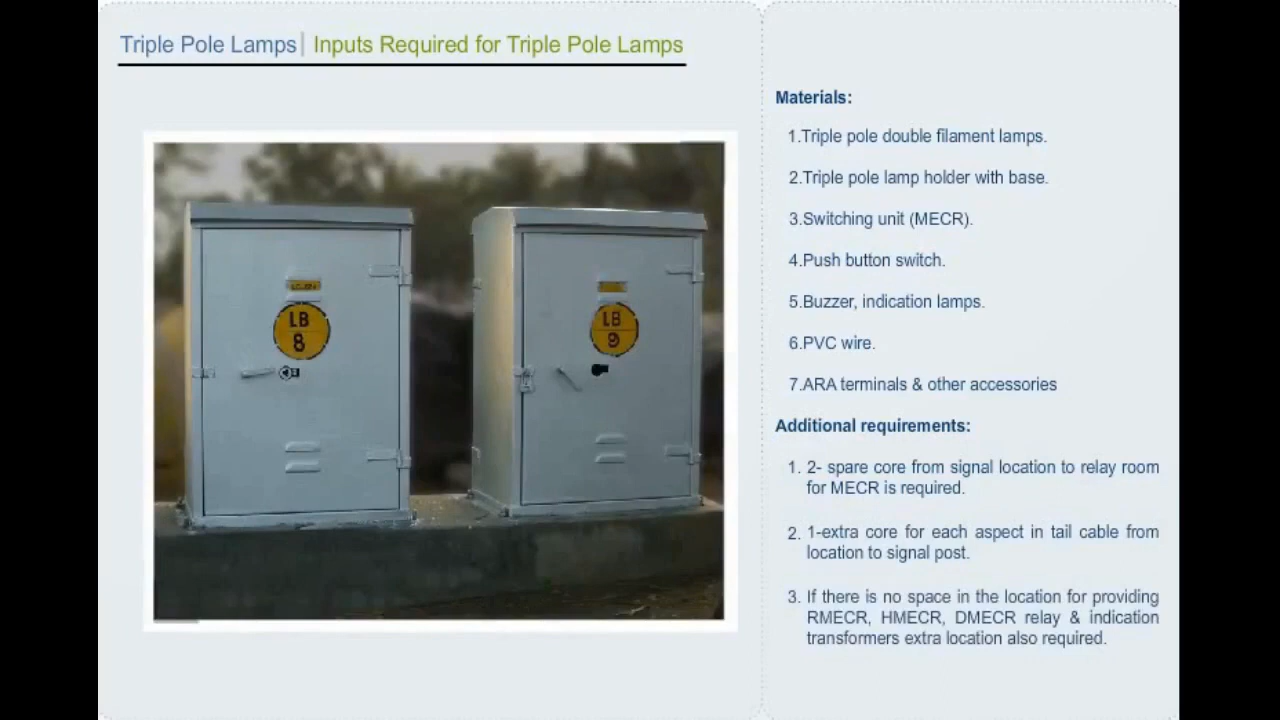 Triple Pole Lamps | Inputs Required for Triple Pole Lamps
LB
8
LB
9
Materials:
1.Triple pole double filament lamps.
2.Triple pole lamp holder with base.
3.Switching unit (MECR).
4.Push button switch.
5.Buzzer, indication lamps.
6.PVC wire.
7.ARA terminals & other accessories
Additional requirements:
1. 2- spare core from signal location to relay room
for MECR is required.
2. 1-extra core for each aspect in tail cable from
location to signal post.
3. If there is no space in the location for providing
RMECR, HMECR, DMECR relay & indication
transformers extra location also required.